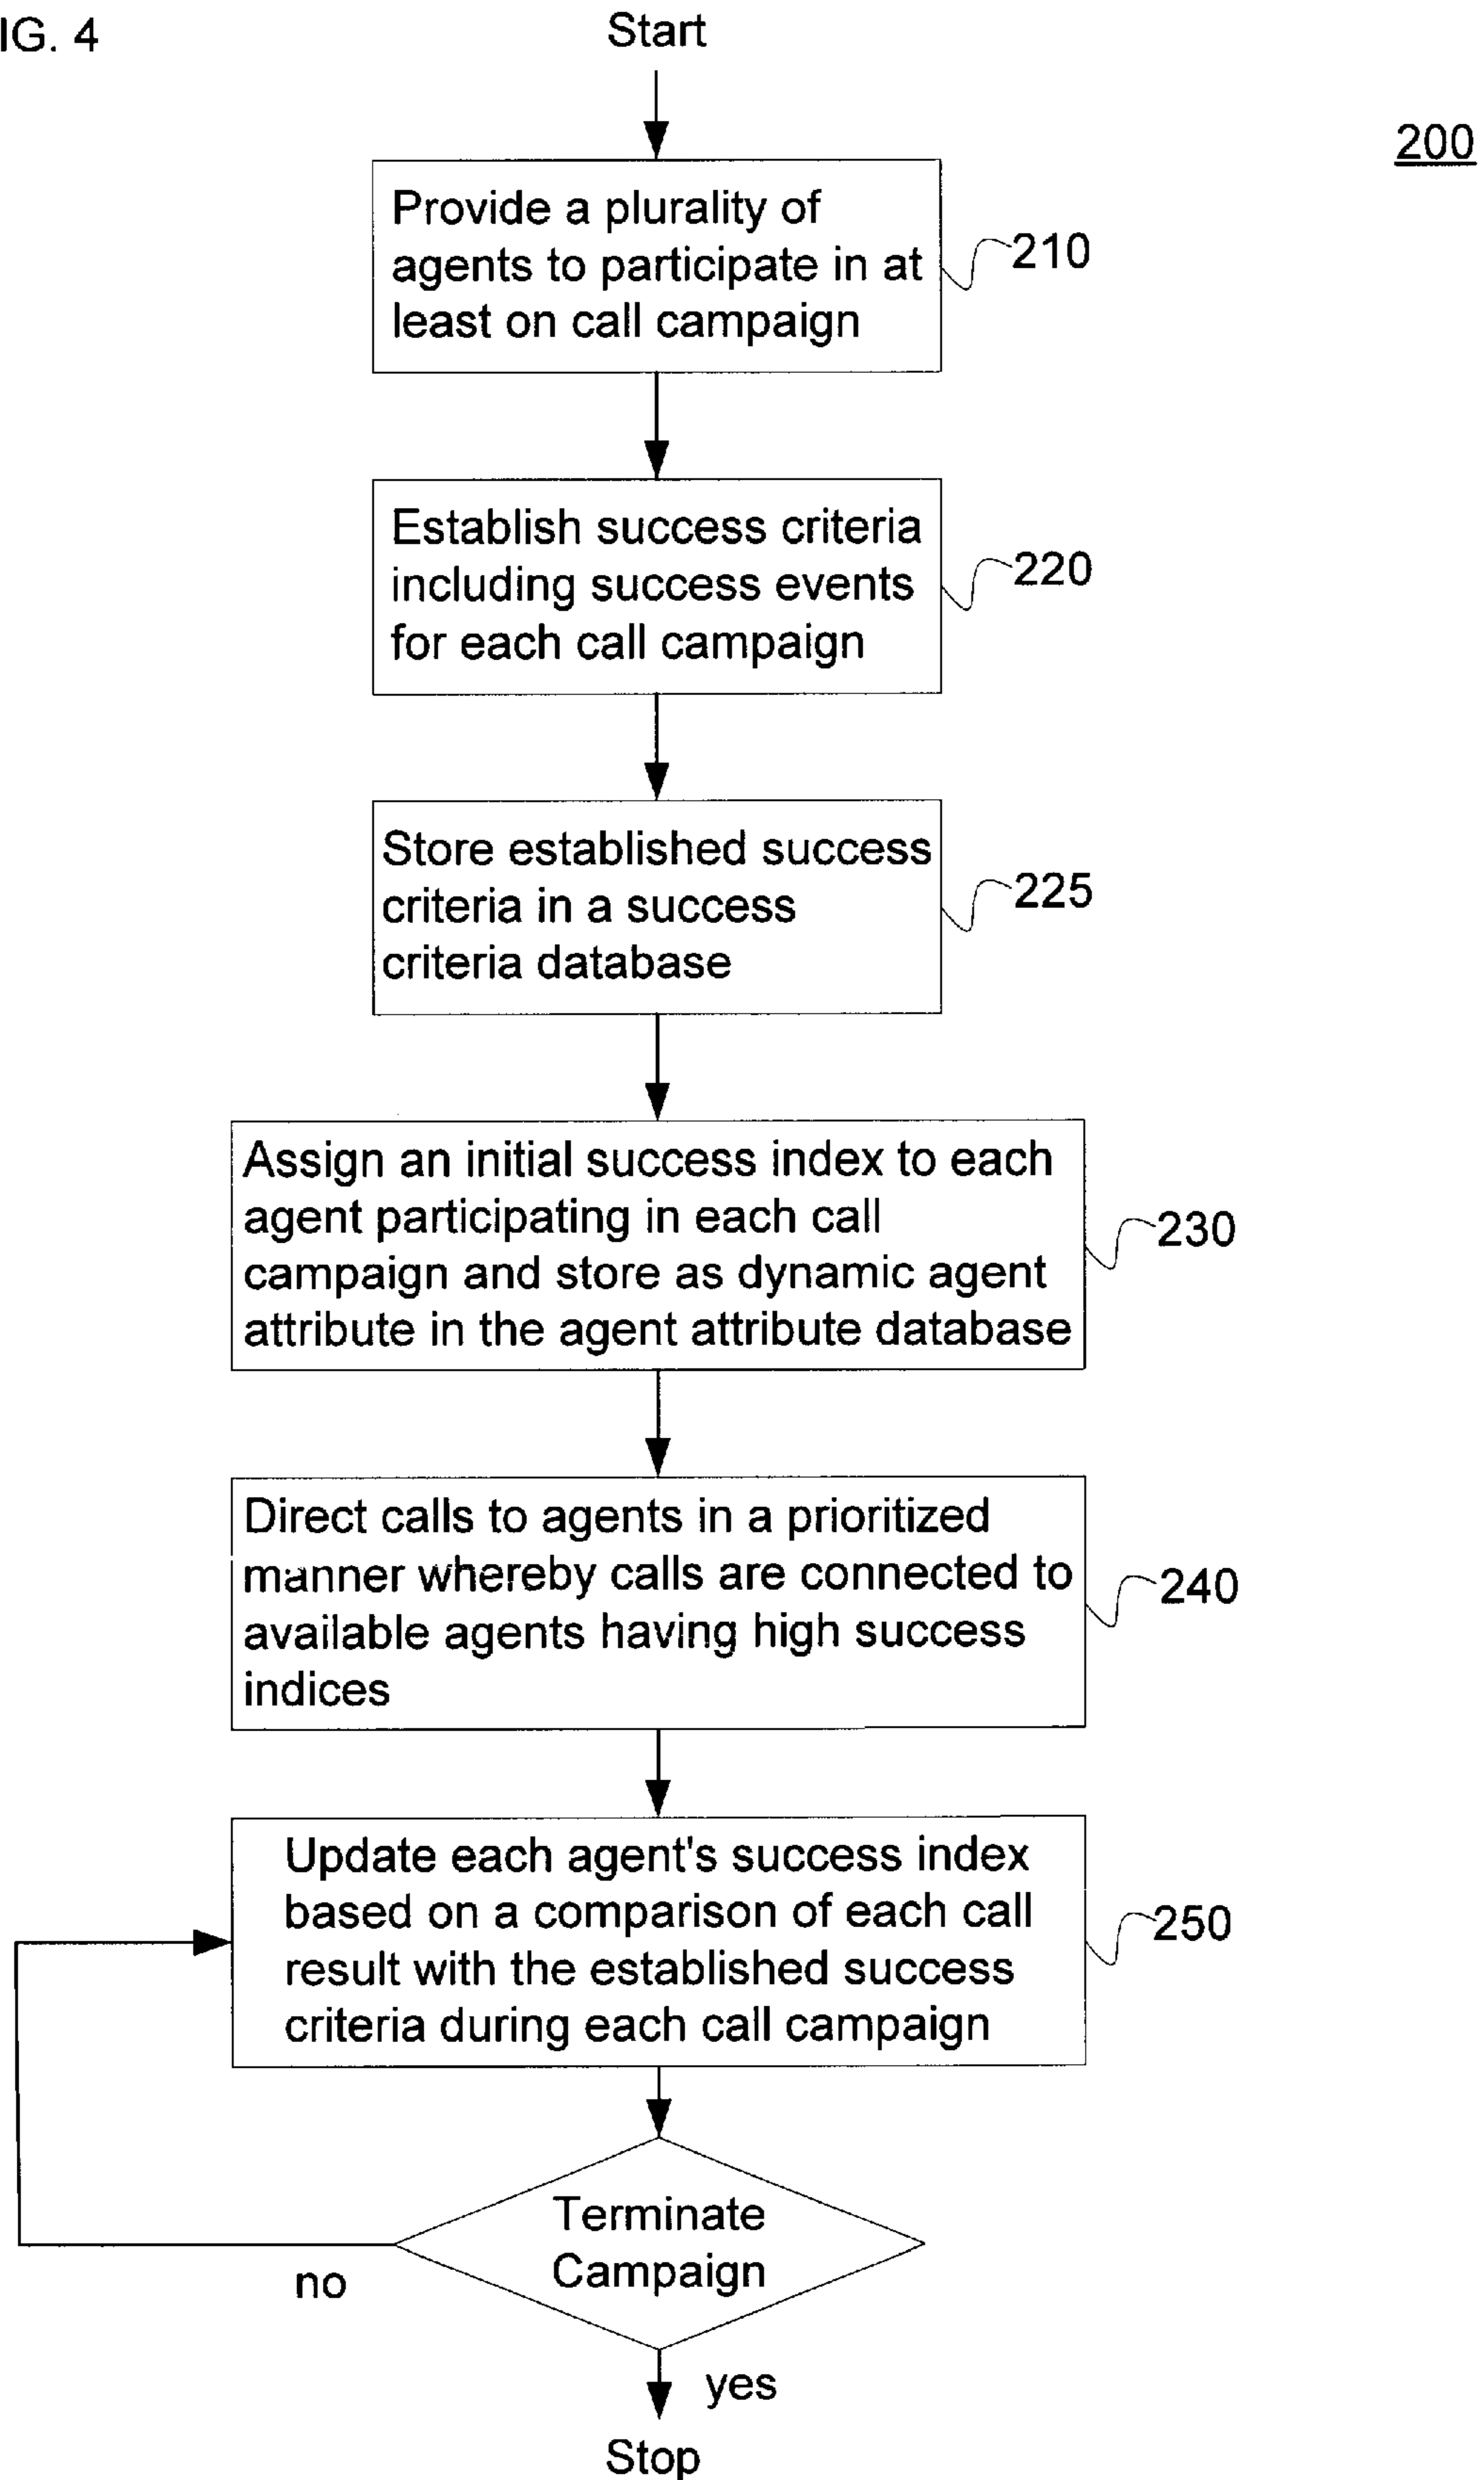 IG. 4
Start
200
Provide a plurality of
agents to participate in at
least on call campaign
210
Establish success criteria
including success events
for each call campaign
220
Store established success
criteria in a success
criteria database
225
Assign an initial success index to each
agent participating in each call
campaign and store as dynamic agent
attribute in the agent attribute database
230
Direct calls to agents in a prioritized
manner whereby calls are connected to
available agents having high success
indices
240
Update each agent's success index
based on a comparison of each call
result with the established success
criteria during each call campaign
250
Terminate
Campaign
no
yes
Stop